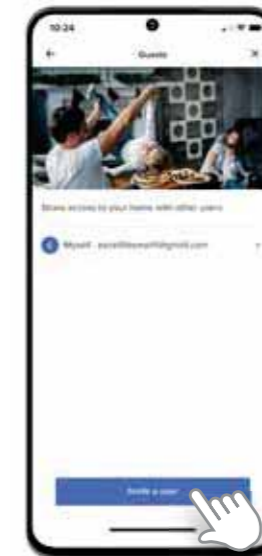 10:24
Guests
Share access to your home with other users
Myself -
Invite a user